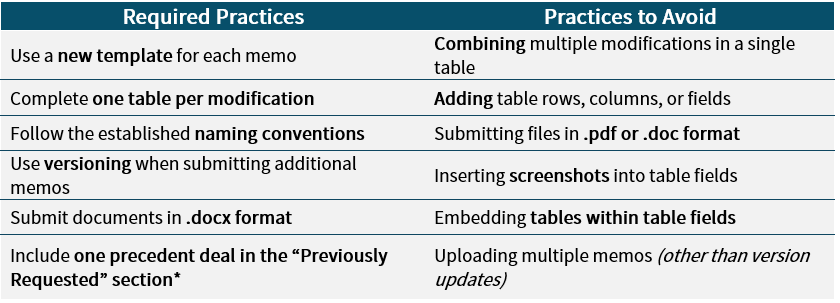 Required Practices
Practices to Avoid
Use a new template for each memo
Combining multiple modifications in a single
table
Complete one table per modification
Adding table rows, columns, or fields
Follow the established naming conventions
Submitting files in .pdf or .doc format
Use versioning when submitting additional
memos
Inserting screenshots into table fields
Submit documents in .docx format
Embedding tables within table fields
Include one precedent deal in the “Previously
Requested” section*
Uploading multiple memos (other than version
updates)